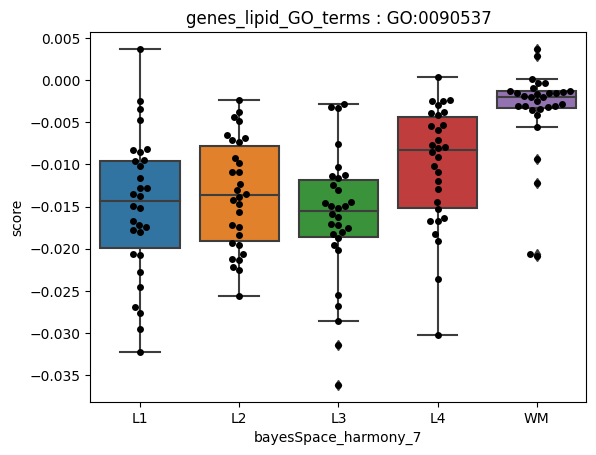 genes_lipid_GO_terms : GO:0090537
0.005
0.000
−0.005
−0.010
−0.015
−0.020
−0.025
−0.030
−0.035
score
L1 L2 L3 L4 WM
bayesSpace_harmony_7